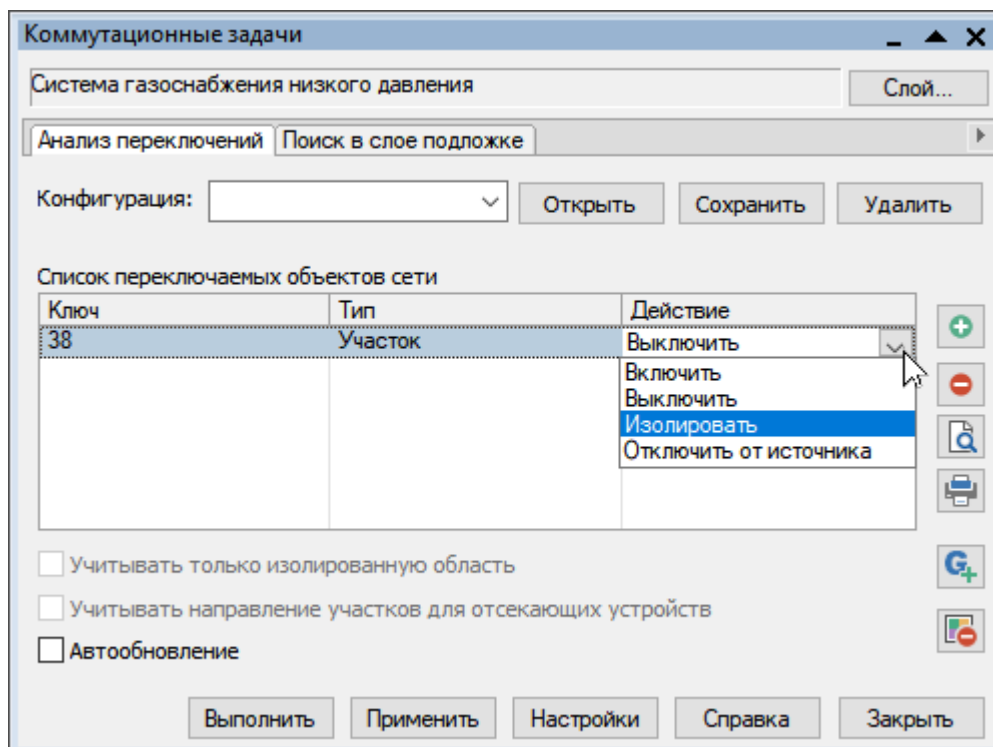 Коммутационные задачи
Система газоснабжения низкого давления
Слой...
Анализ переключений
Поиск в слое подложке
Конфигурация:
Открыть
Сохранить
Удалить
Список переключаемых объектов сети
Ключ
Тип
Действие
38
Участок
Выключить
Включить
Выключить
Изолировать
Отключить от источника
Учитывать только изолированную область
Учитывать направление участков для отсекающих устройств
Автообновление
Выполнить
Применить
Настройки
Справка
Закрыть